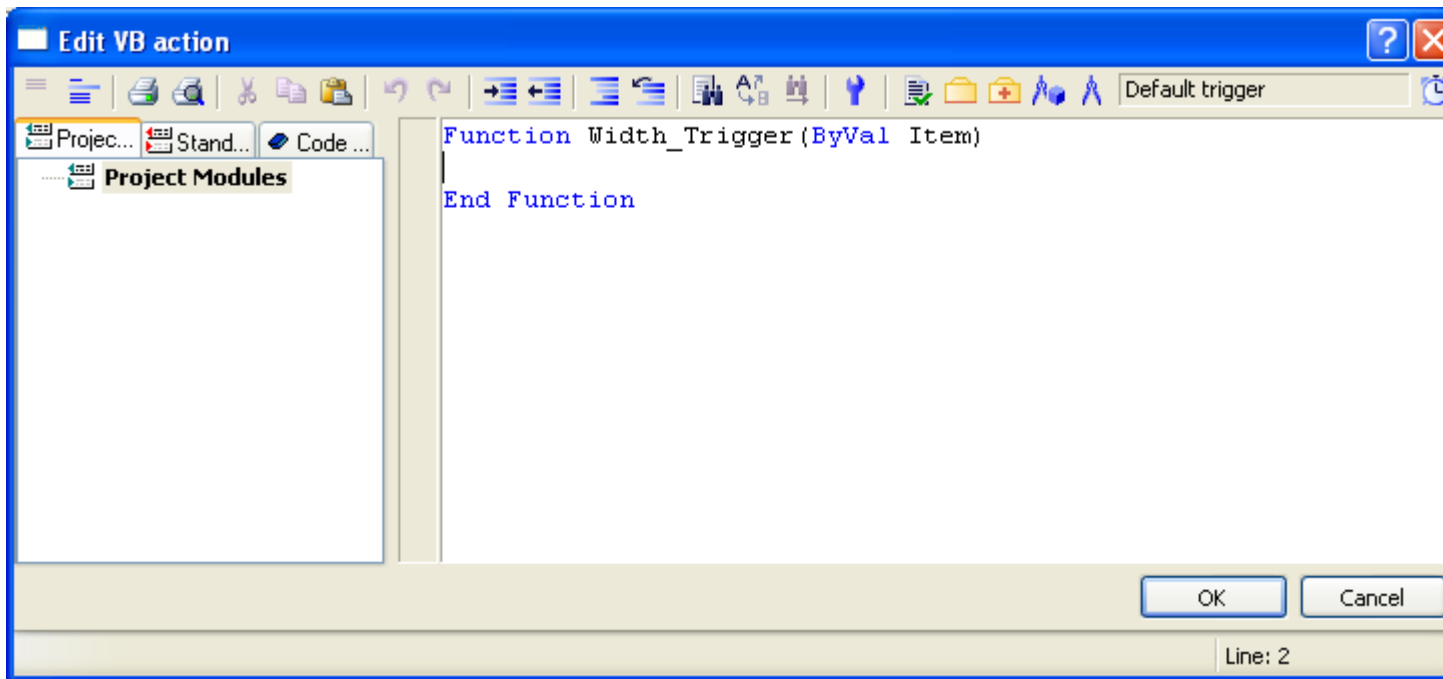 Edit VB action
Default trigger
Projec... Stand... Code ...
Project Modules
Function Width_Trigger(ByVal Item)
End Function
OK Cancel
Line: 2